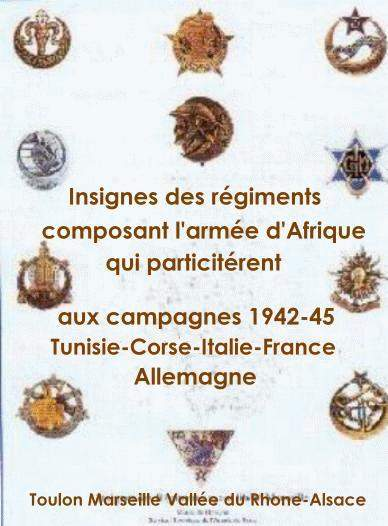 Insignes des régiments
composant l'armée d'Afrique
qui particitérent
aux campagnes 1942-45
Tunisie-Corse-Italie-France
Allemagne
Toulon Marseille Vallée du Rhone-Alsace